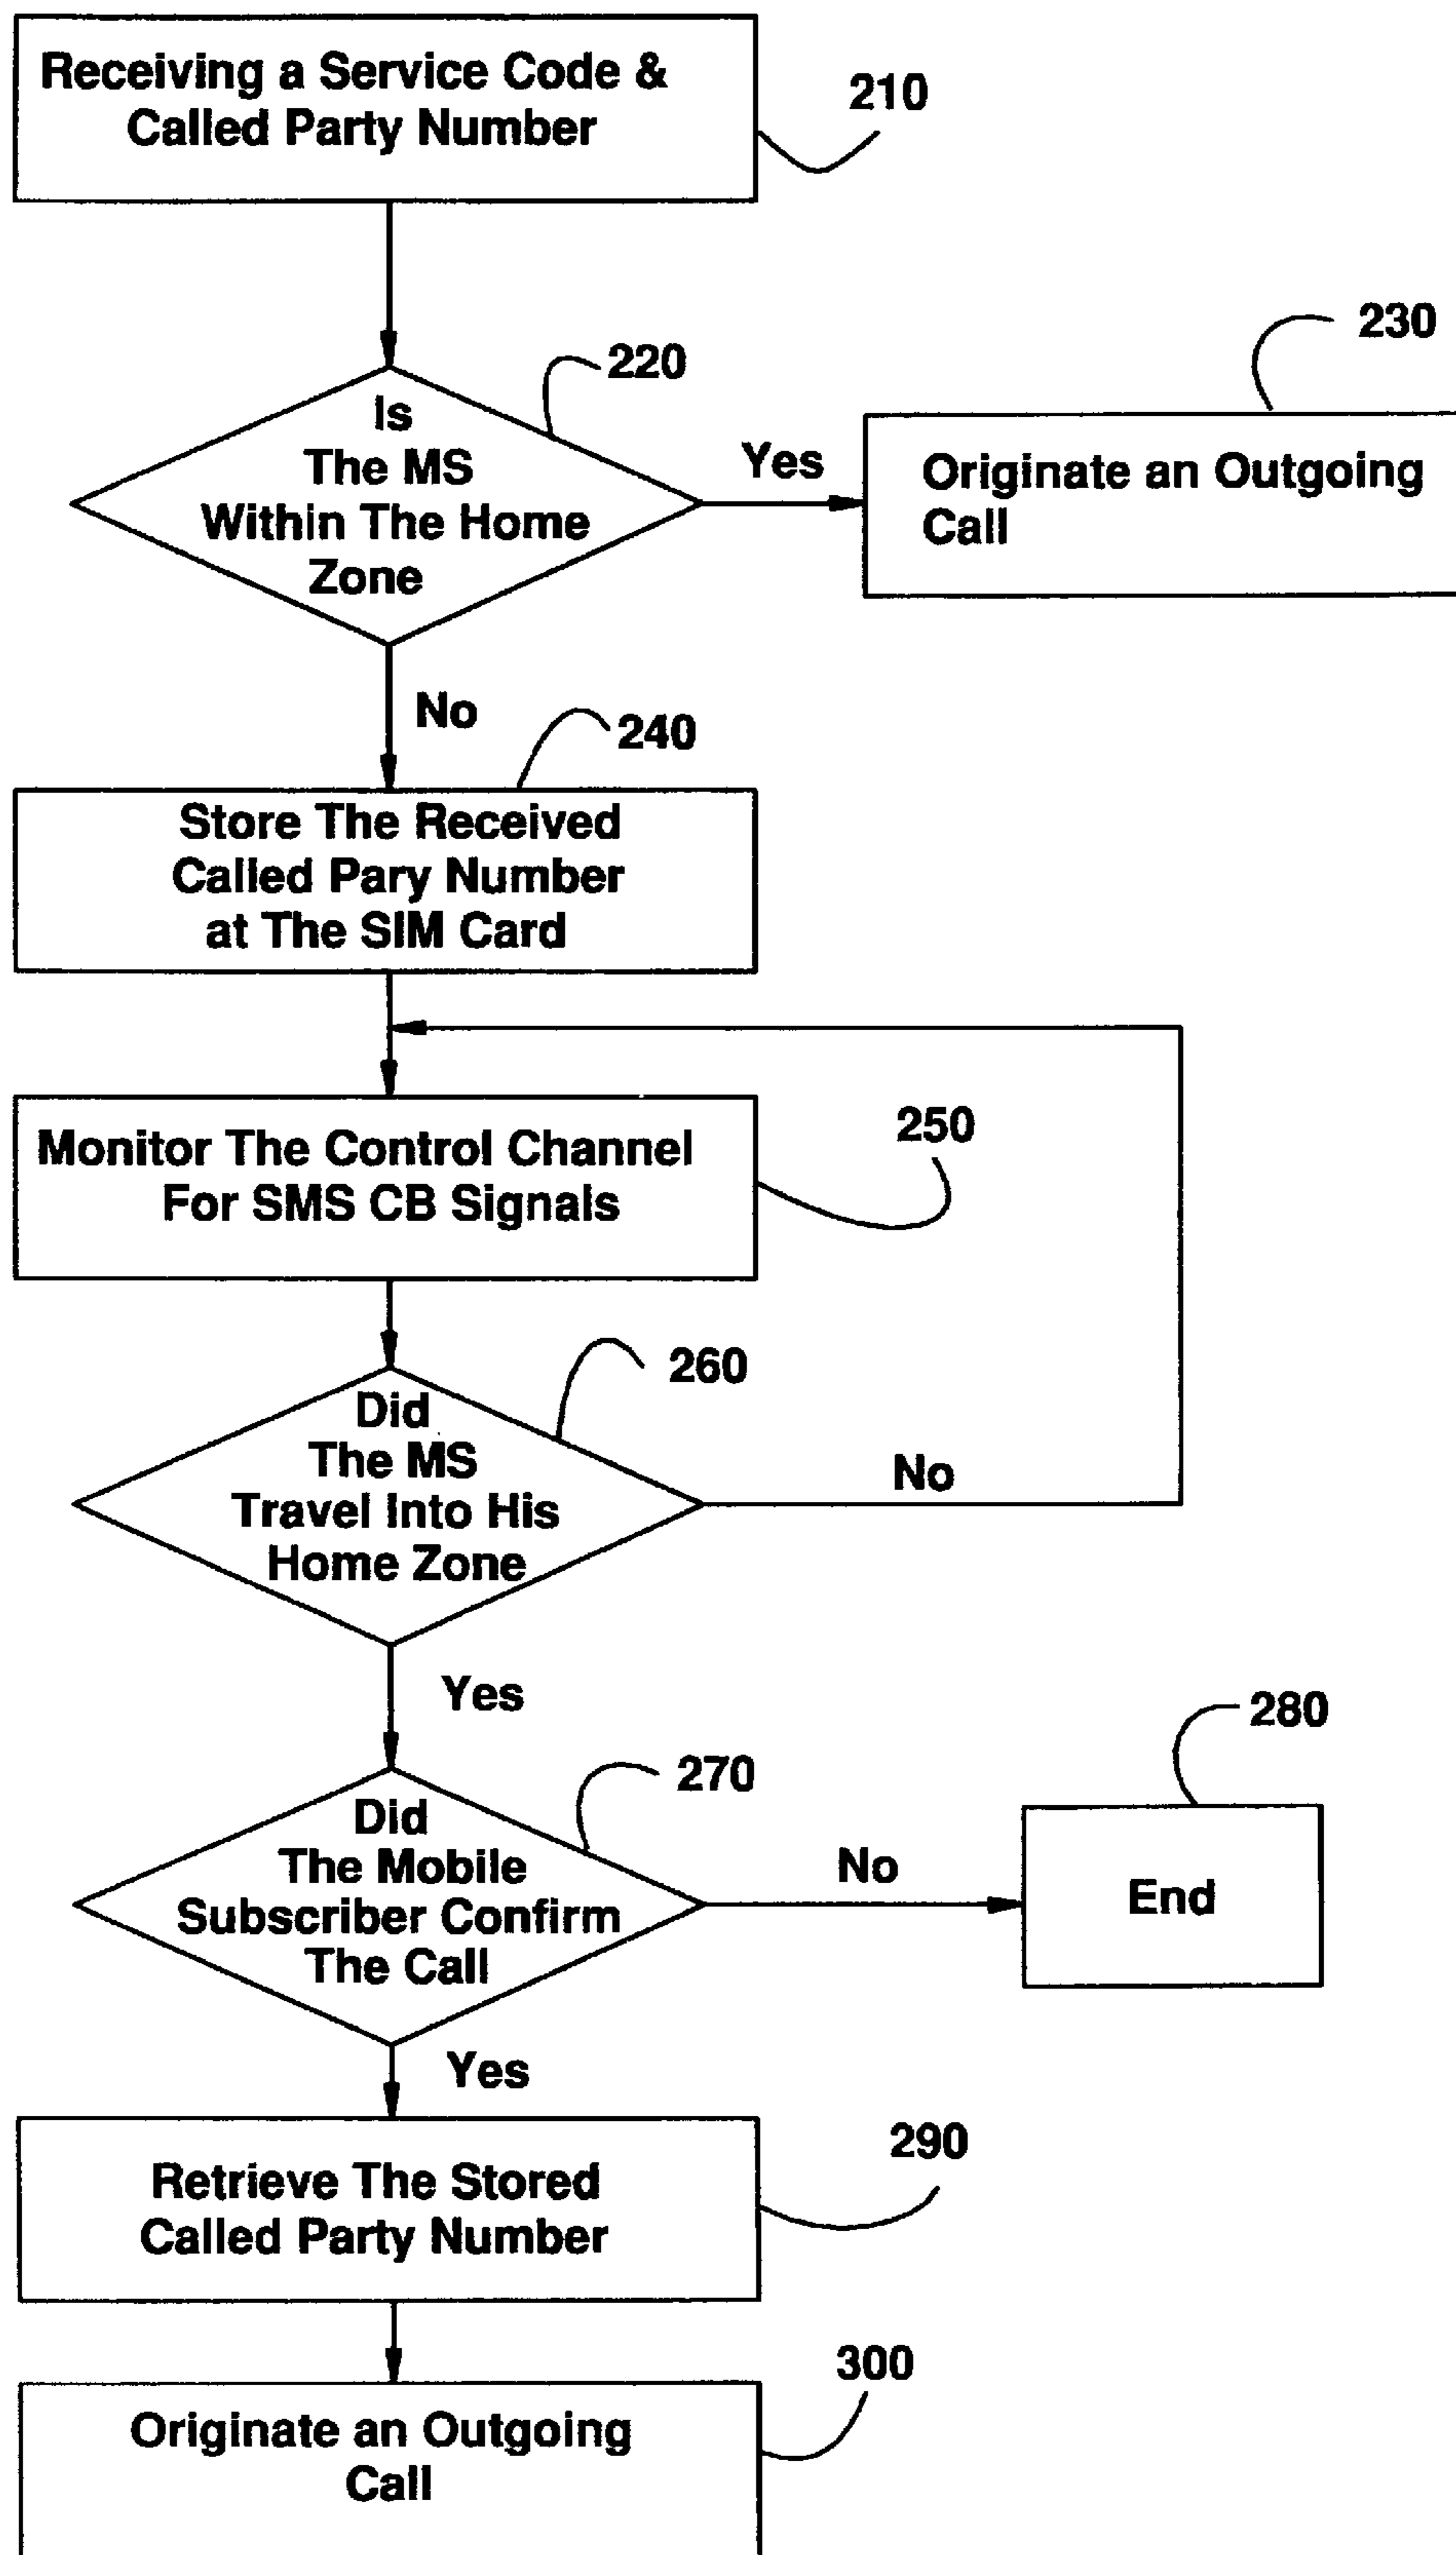 Receiving a Service Code &
Called Party Number
210
220
230
Is
The MS
Within The Home
Zone
Yes
Originate an Outgoing
Call
No
240
Store The Received
Called Pary Number
at The SIM Card
Monitor The Control Channel
For SMS CB Signals
250
260
Did
The MS
Travel Into His
Home Zone
No
Yes
270
280
Did
The Mobile
Subscriber Confirm
The Call
No
End
Yes
Retrieve The Stored
Called Party Number
290
300
Originate an Outgoing
Call